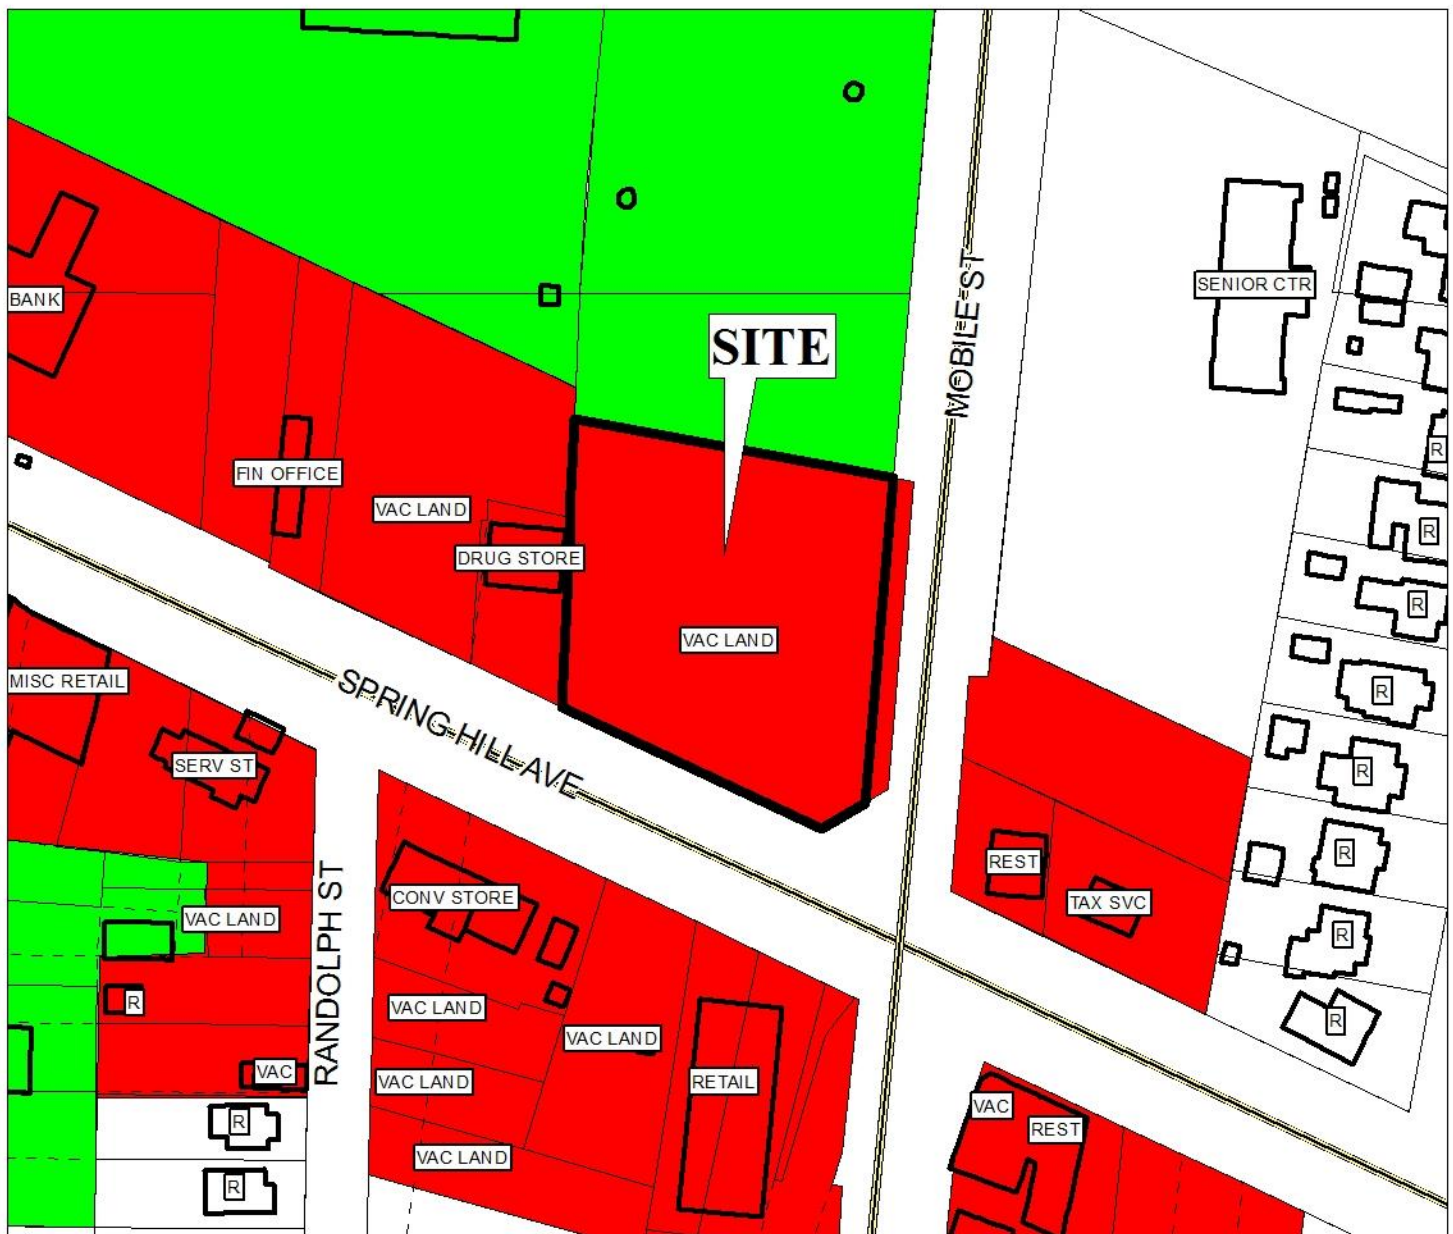 SENIOR CTR
BANK
MOBILE ST
SITE
R
FIN OFFICE
VAC LAND
R
DRUG STORE
R
VAC LAND
MISC RETAIL
R
SPRING HILL AVE
SERV ST
R
R
REST
CONV STORE
TAX SVC
VAC LAND
R
RANDOLPH ST
R
VAC LAND
R
VAC LAND
VAC
VAC LAND
RETAIL
VAC
R
REST
VAC LAND
R